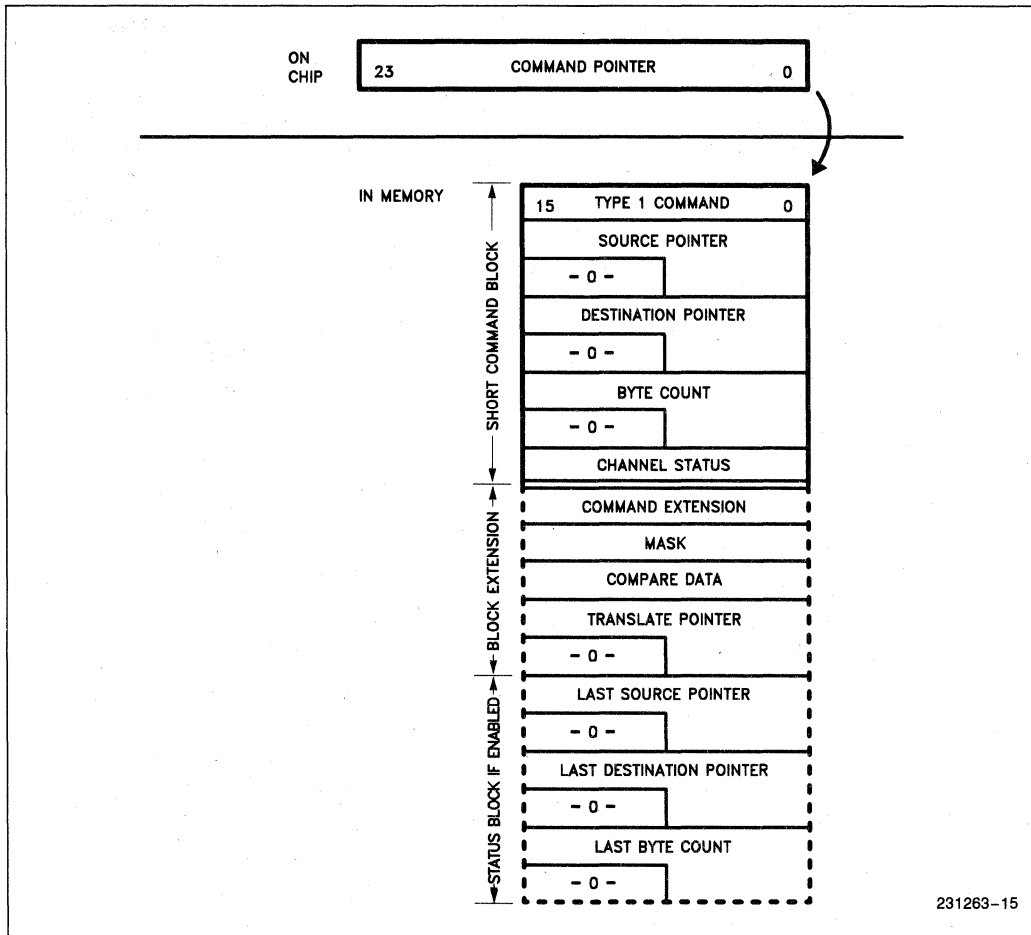 ON
CHIP
23 COMMAND POINTER 0
IN MEMORY
SHORT COMMAND BLOCK
15 TYPE 1 COMMAND 0
SOURCE POINTER
- 0 -
DESTINATION POINTER
- 0 -
BYTE COUNT
- 0 -
CHANNEL STATUS
BLOCK EXTENSION
COMMAND EXTENSION
MASK
COMPARE DATA
TRANSLATE POINTER
- 0 -
STATUS BLOCK IF ENABLED
LAST SOURCE POINTER
- 0 -
LAST DESTINATION POINTER
- 0 -
LAST BYTE COUNT
- 0 -
231263-15